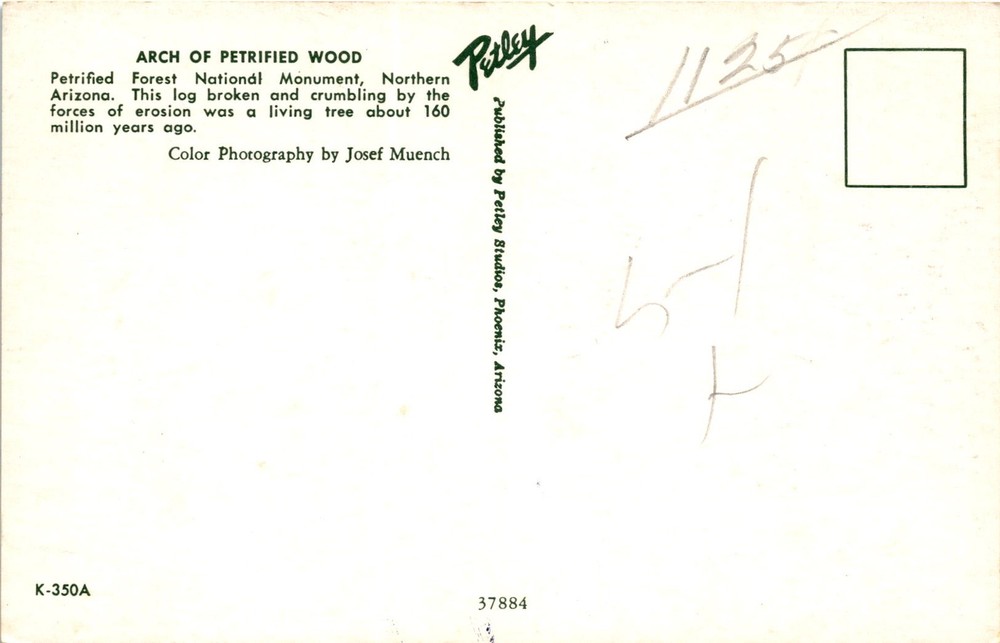 ARCH OF PETRIFIED WOOD
Petrified Forest National Monument, Northern
Arizona. This log broken and crumbling by the
forces of erosion was a living tree about 160
million years ago.
Color Photography by Josef Muench
Petley
Published by Petley Studios, Phoenix, Arizona
1125
K-350A
37884